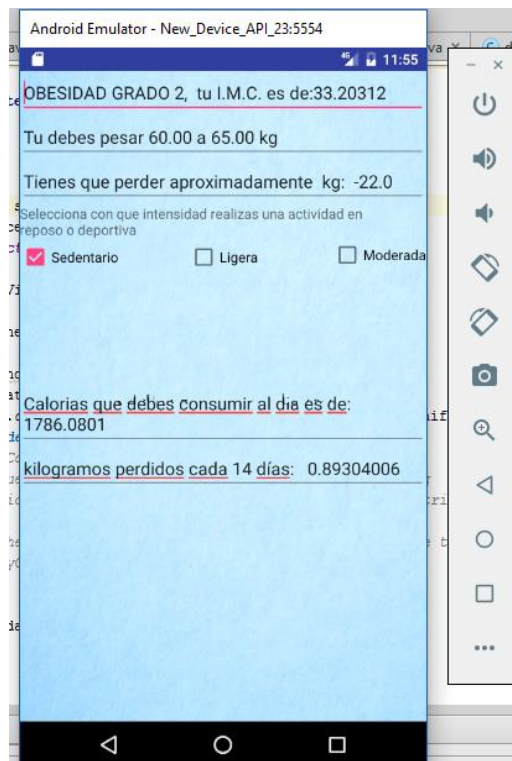 Android Emulator - New_Device_API_23:5554
11:55
OBESIDAD GRADO 2, tu I.M.C. es de:33.20312
Tu debes pesar 60.00 a 65.00 kg
Tienes que perder aproximadamente kg: -22.0
Selecciona con que intensidad realizas una actividad en
reposo o deportiva
Sedentario
Ligera
Moderada
Calorias que debes consumir al dia es de:
1786.0801
kilogramos perdidos cada 14 días: 0.89304006